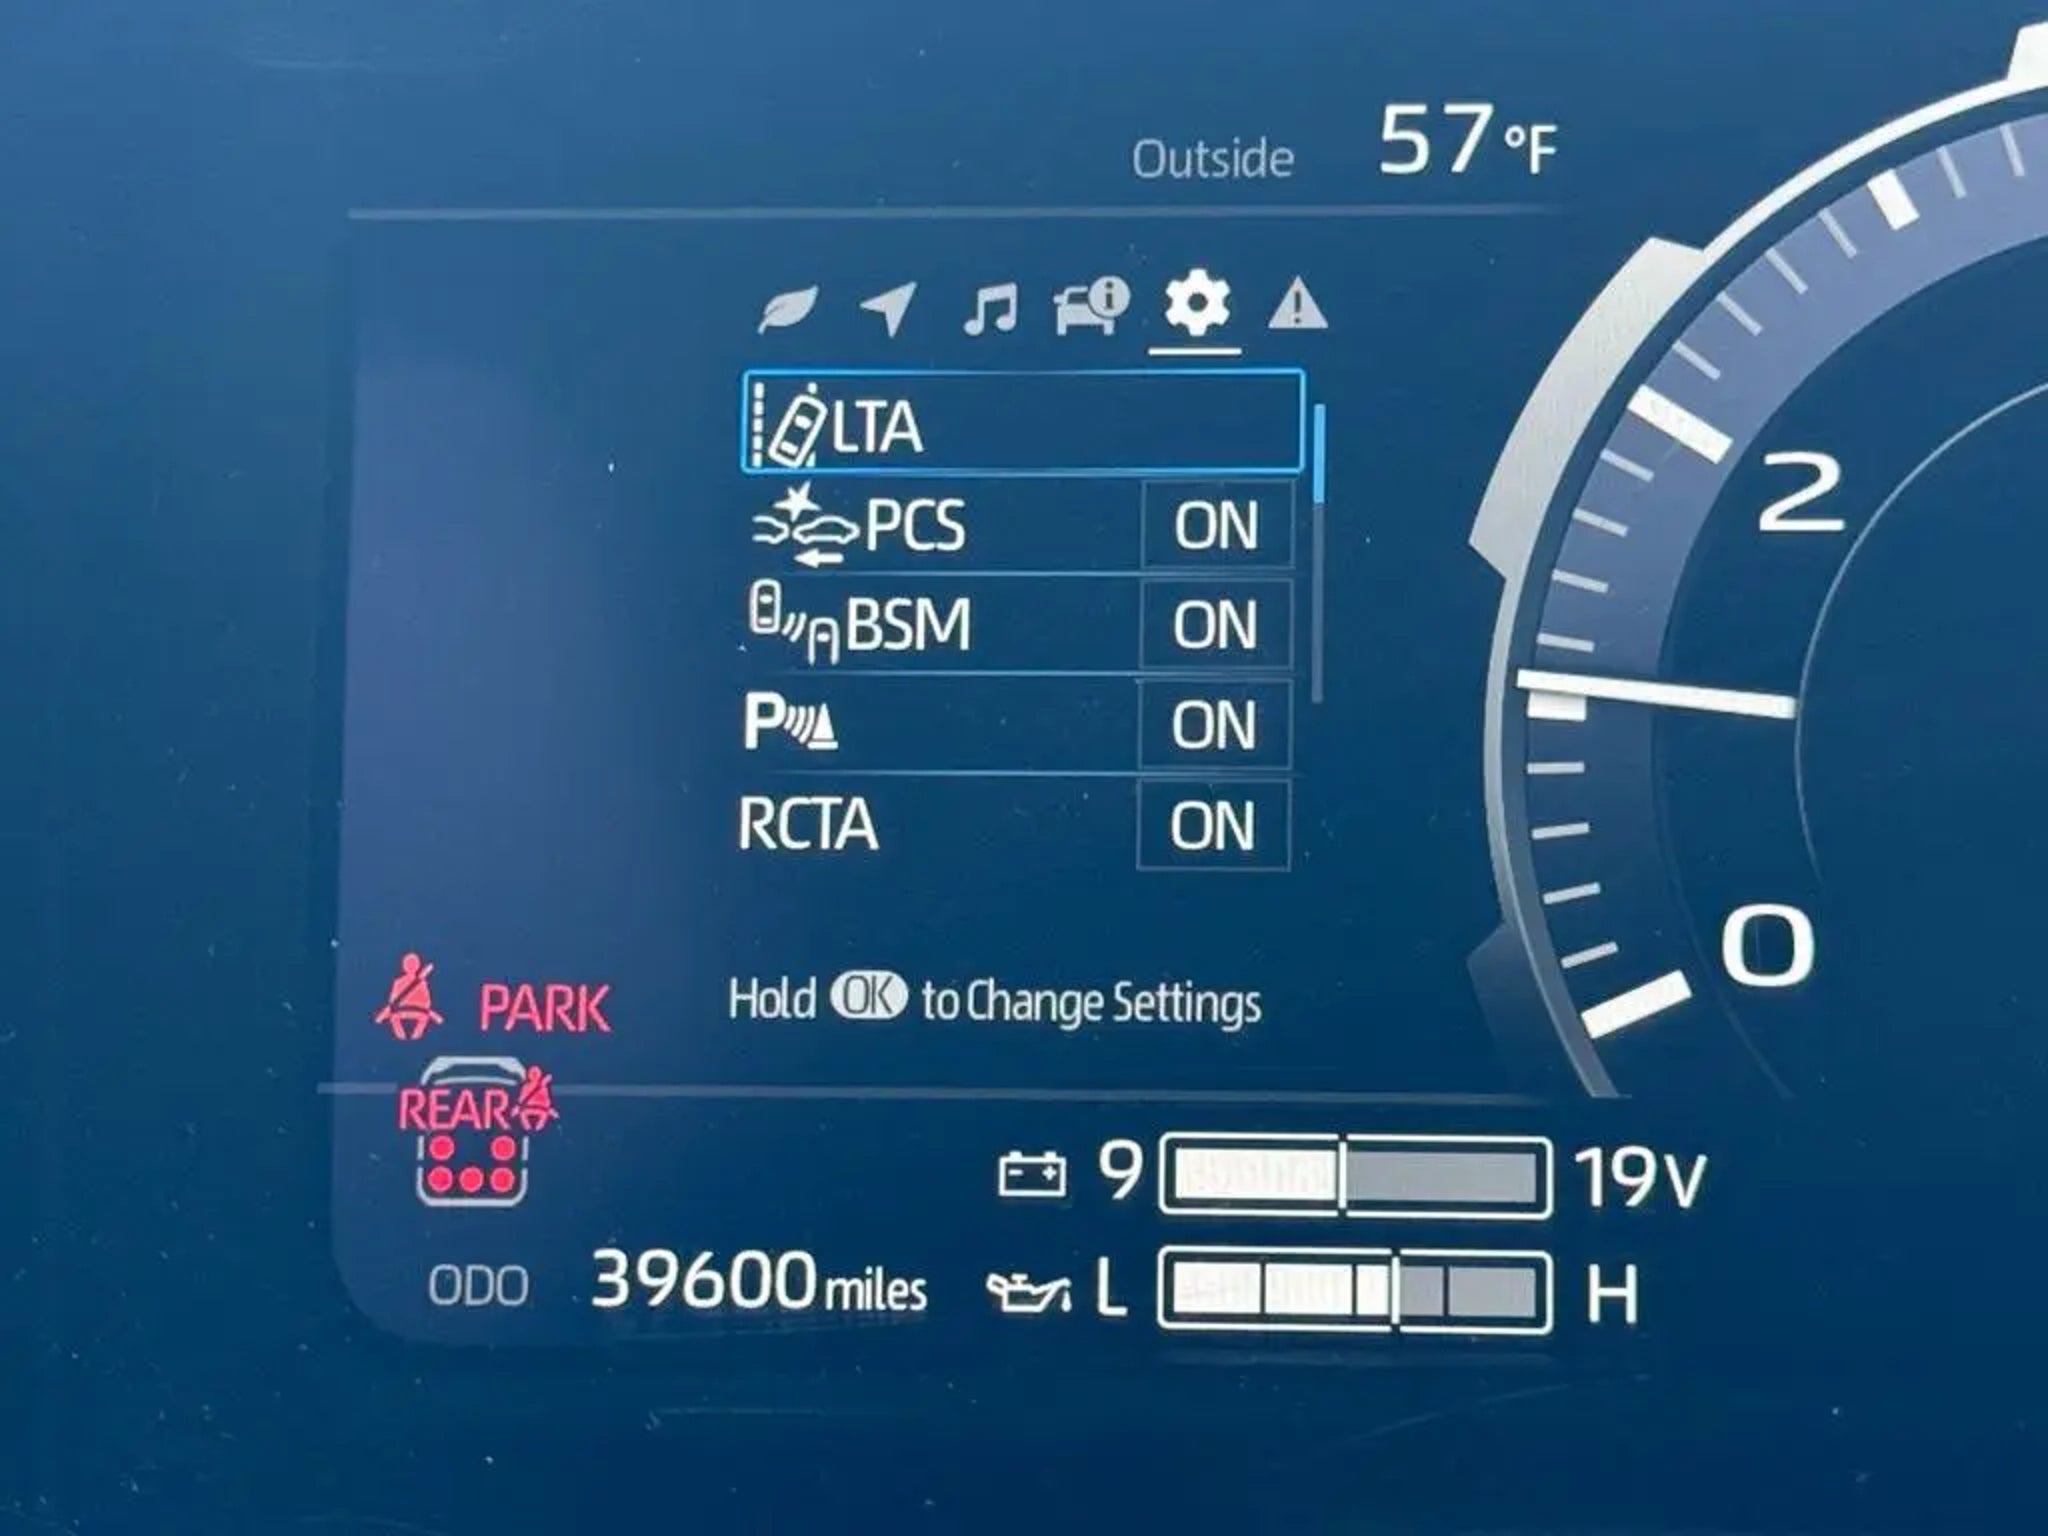 Outside 57 °F
LTA
PCS ON
BSM ON
P ON
RCTA ON
Hold OK to Change Settings
PARK
REAR
ODO 39600 miles
9 19V
L H
2
0